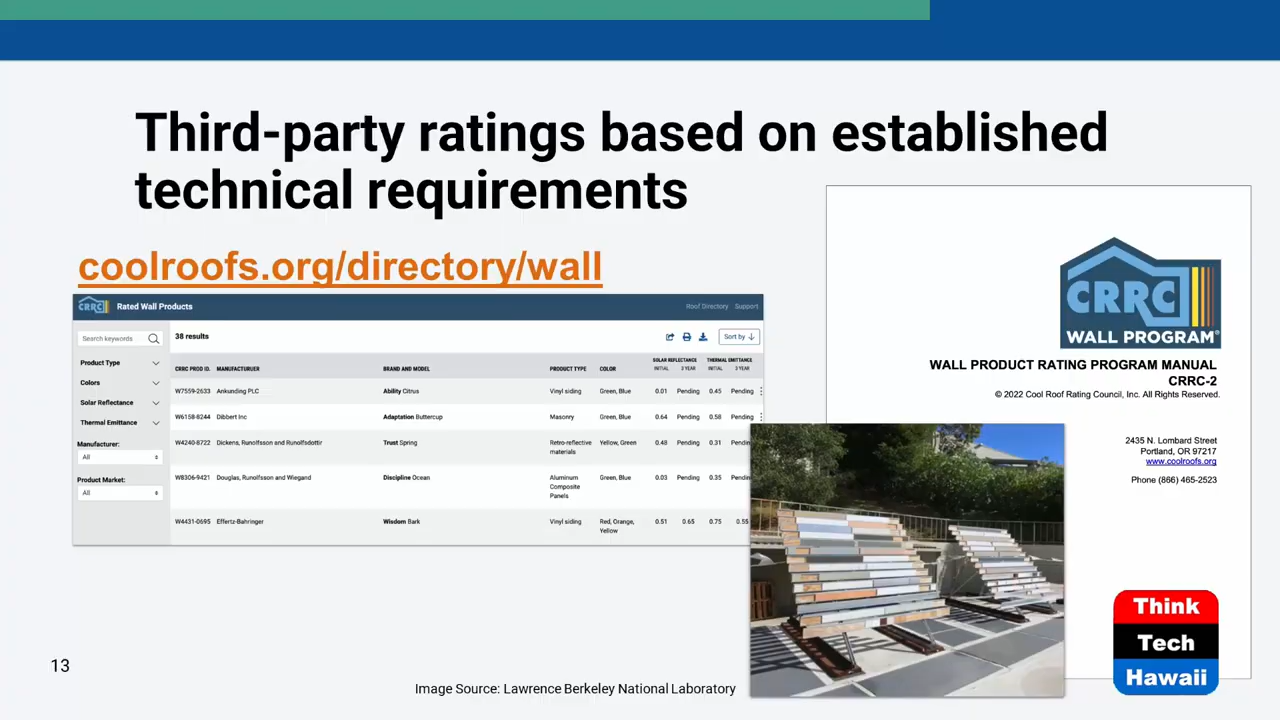 Third-party ratings based on established
technical requirements
coolroofs.org/directory/wall
CRRC
Rated Wall Products
Roof Directory Support
Search keywords
38 results
Sort by
Product Type
Colors
Solar Reflectance
Thermal Emittance
Manufacturer:
All
Product Market:
All
SOLAR REFLECTANCE THERMAL EMITTANCE
CRRC PROD ID. MANUFACTURER BRAND AND MODEL PRODUCT TYPE COLOR INITIAL 3 YEAR INITIAL 3 YEAR
W7559-2633 Ankunding PLC Ability Citrus Vinyl siding Green, Blue 0.01 Pending 0.45 Pending
W6158-8244 Dibbert Inc Adaptation Buttercup Masonry Green, Blue 0.64 Pending 0.58 Pending
W4240-8722 Dickens, Runolfsson and Runolfsdottir Trust Spring Retro-reflective Yellow, Green 0.48 Pending 0.31 Pending
materials
W8306-9421 Douglas, Runolfsson and Wiegand Discipline Ocean Aluminum Green, Blue 0.03 Pending 0.35 Pending
Composite
Panels
W4431-0695 Effertz-Bahringer Wisdom Bark Vinyl siding Red, Orange, 0.51 0.65 0.75 0.55
Yellow
CRRC
WALL PROGRAM®
WALL PRODUCT RATING PROGRAM MANUAL
CRRC-2
© 2022 Cool Roof Rating Council, Inc. All Rights Reserved.
2435 N. Lombard Street
Portland, OR 97217
www.coolroofs.org
Phone (866) 465-2523
Think
Tech
Hawaii
13
Image Source: Lawrence Berkeley National Laboratory